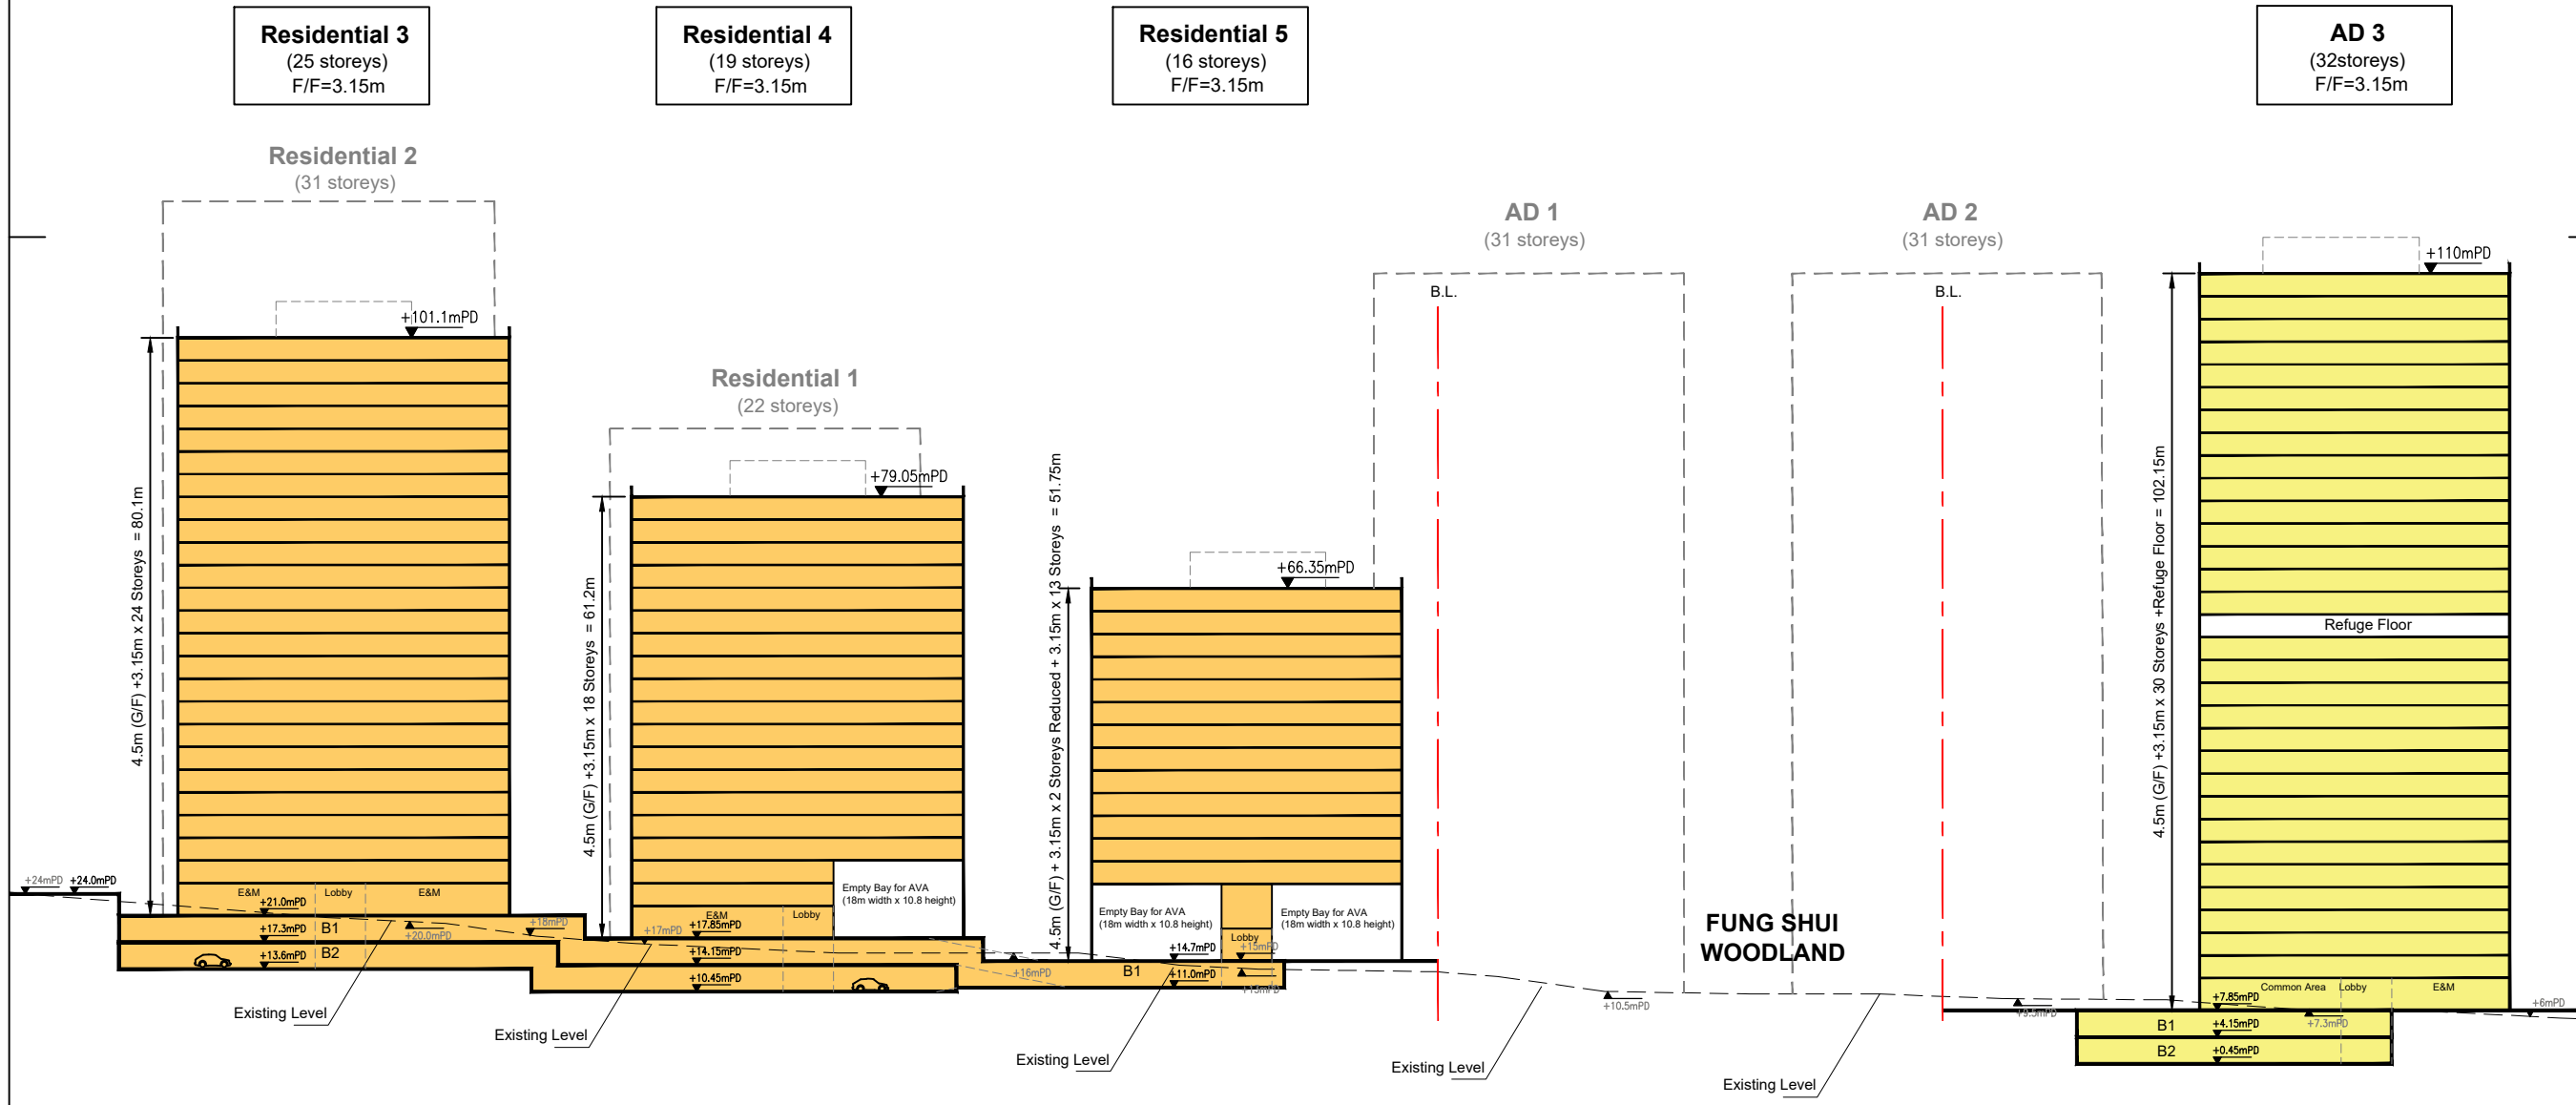 Residential 3
(25 storeys)
F/F=3.15m
Residential 4
(19 storeys)
F/F=3.15m
Residential 5
(16 storeys)
F/F=3.15m
AD 3
(32storeys)
F/F=3.15m
Residential 2
(31 storeys)
AD 1
(31 storeys)
AD 2
(31 storeys)
+110mPD
B.L.
B.L.
+101.1mPD
Residential 1
(22 storeys)
+79.05mPD
+66.35mPD
4.5m (G/F) +3.15m x 24 Storeys = 80.1m
4.5m (G/F) +3.15m x 18 Storeys = 61.2m
4.5m (G/F) + 3.15m x 2 Storeys Reduced + 3.15m x 13 Storeys = 51.75m
4.5m (G/F) +3.15m x 30 Storeys +Refuge Floor = 102.15m
Refuge Floor
+24mPD
+24.0mPD
E&M
Lobby
E&M
+21.0mPD
+17.3mPD
B1
+13.6mPD
B2
+20.0mPD
+18mPD
Existing Level
Empty Bay for AVA
(18m width x 10.8 height)
E&M
Lobby
+17mPD
+17.85mPD
+14.15mPD
+10.45mPD
Existing Level
+16mPD
Empty Bay for AVA
(18m width x 10.8 height)
Empty Bay for AVA
(18m width x 10.8 height)
Lobby
+14.7mPD
+15mPD
B1
+11.0mPD
+13mPD
Existing Level
FUNG SHUI
WOODLAND
+10.5mPD
Existing Level
+9.5mPD
Existing Level
Common Area
Lobby
E&M
+7.85mPD
+7.3mPD
+6mPD
B1
+4.15mPD
B2
+0.45mPD